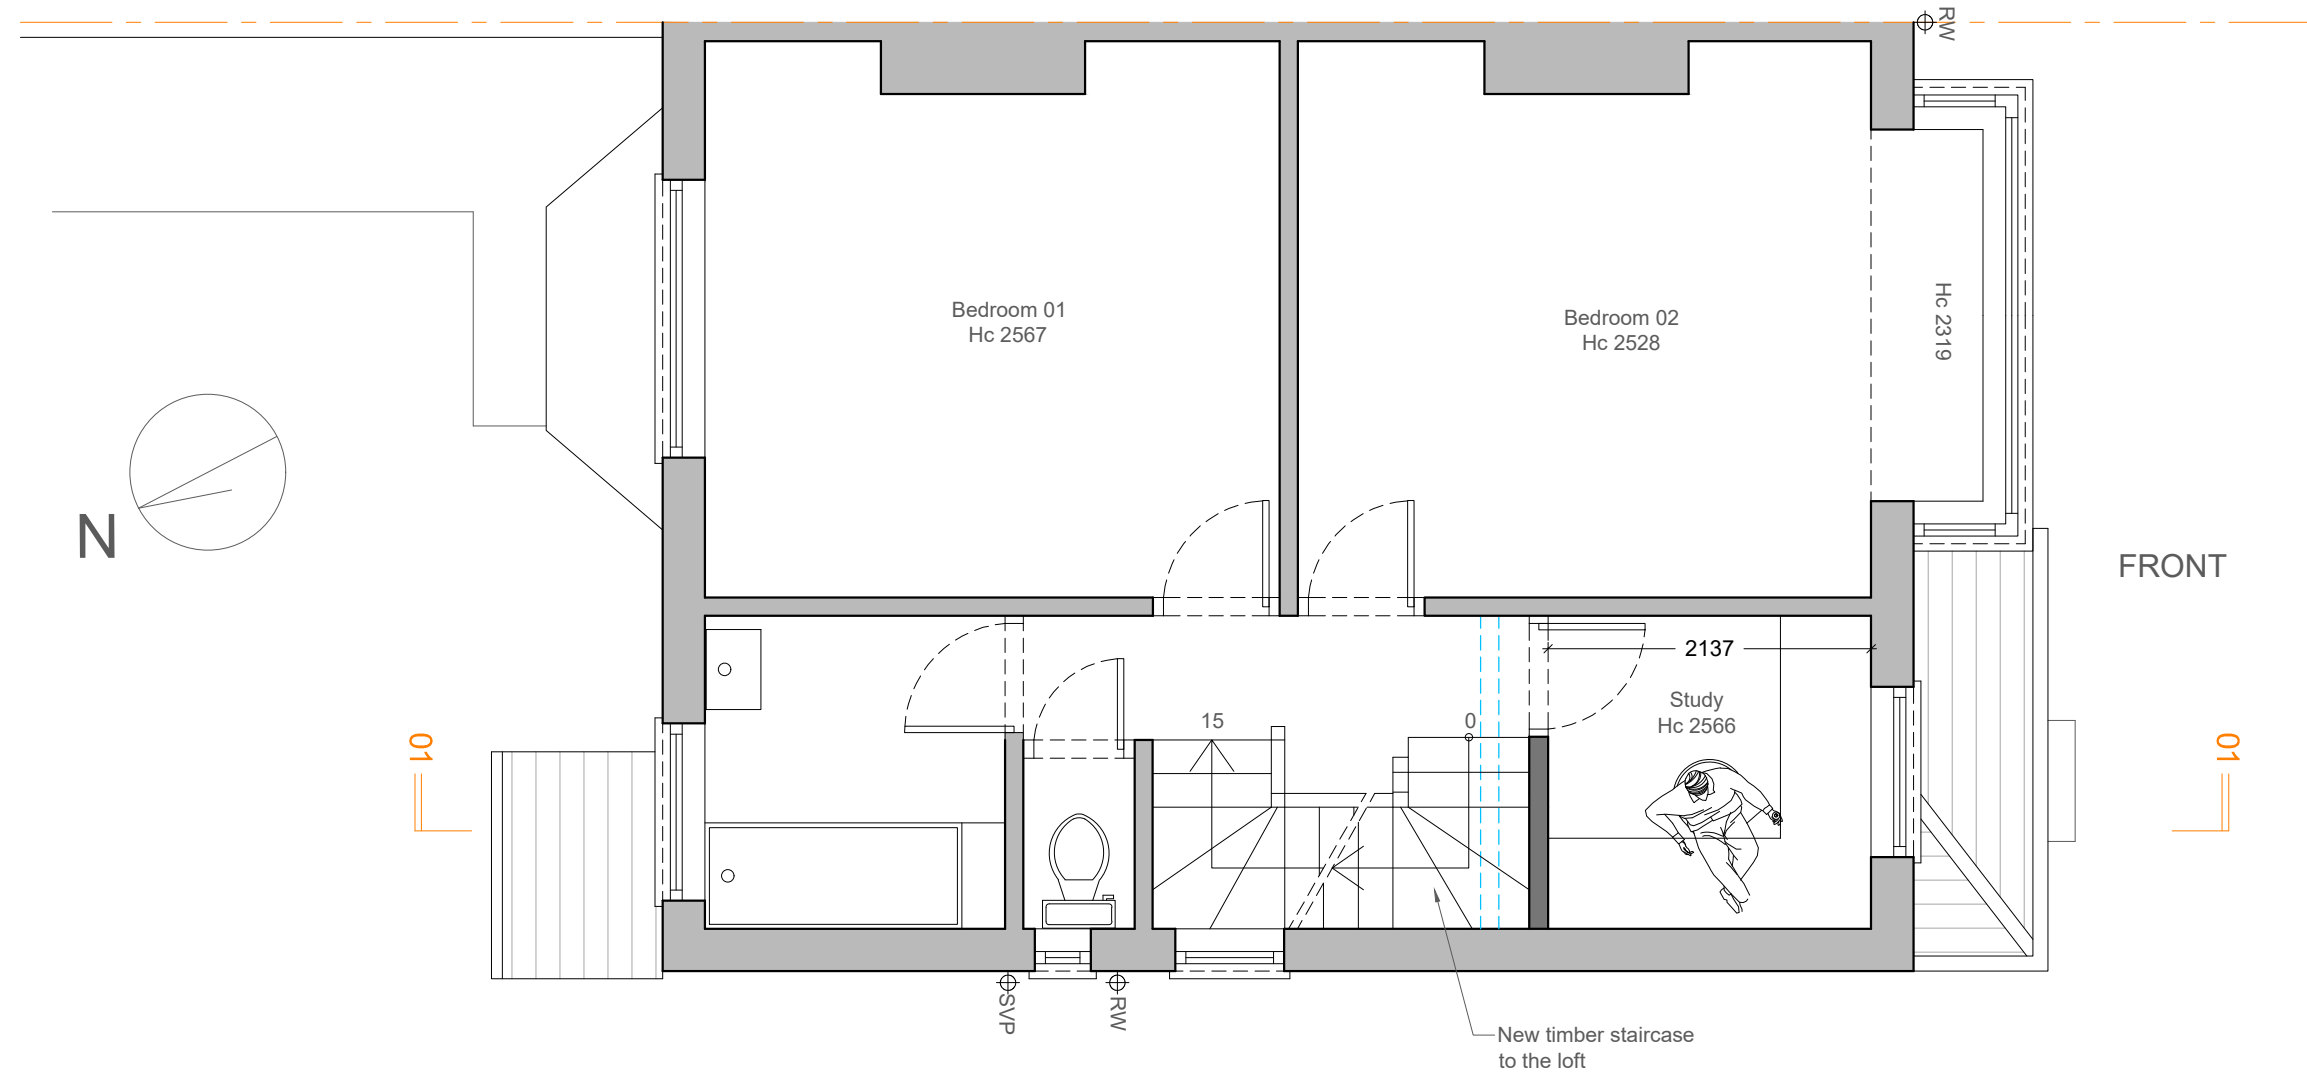 RW
Bedroom 01
Hc 2567
Bedroom 02
Hc 2528
Hc 2319
N
FRONT
2137
Study
Hc 2566
15
0
01
01
SVP
RW
New timber staircase
to the loft